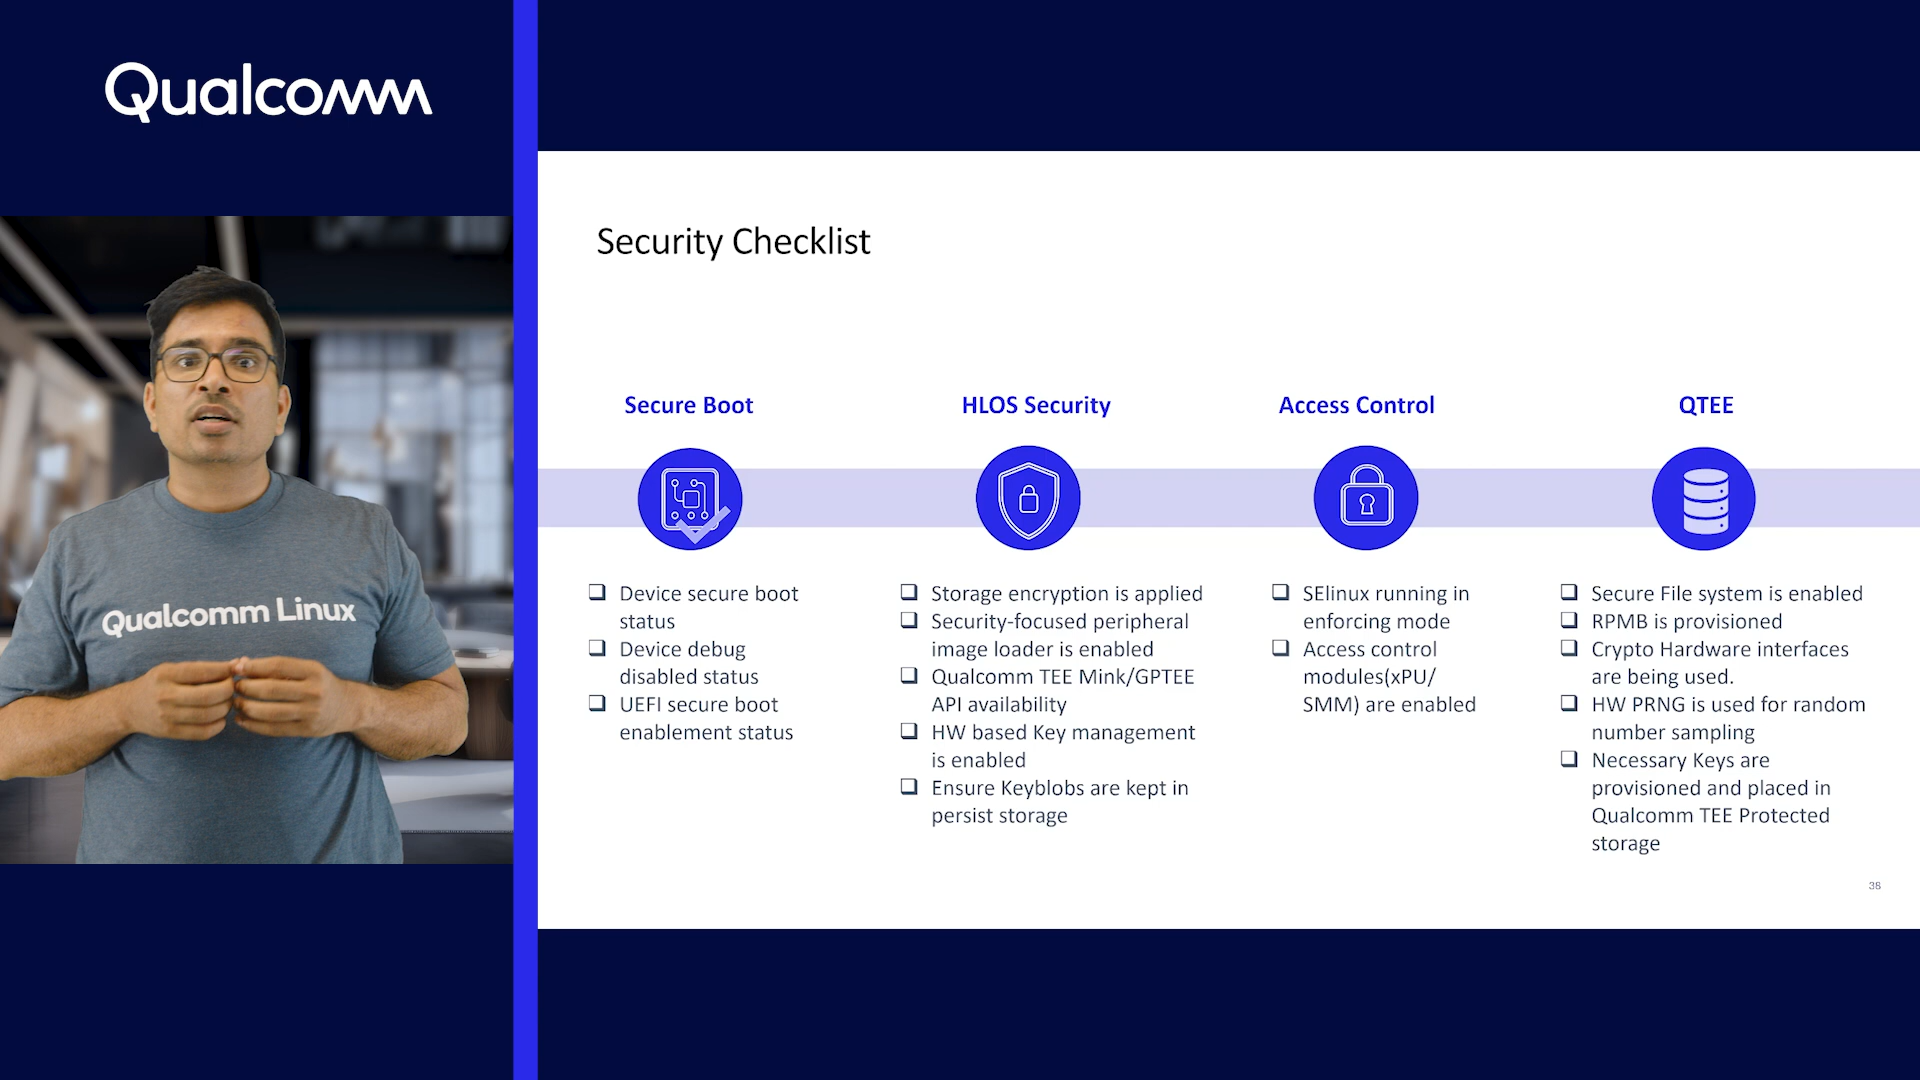 Qualcomm
Qualcomm Linux
Security Checklist
Secure Boot
Device secure boot
status
Device debug
disabled status
UEFI secure boot
enablement status
HLOS Security
Storage encryption is applied
Security-focused peripheral
image loader is enabled
Qualcomm TEE Mink/GPTEE
API availability
HW based Key management
is enabled
Ensure Keyblobs are kept in
persist storage
Access Control
SElinux running in
enforcing mode
Access control
modules(xPU/
SMM) are enabled
QTEE
Secure File system is enabled
RPMB is provisioned
Crypto Hardware interfaces
are being used.
HW PRNG is used for random
number sampling
Necessary Keys are
provisioned and placed in
Qualcomm TEE Protected
storage
36